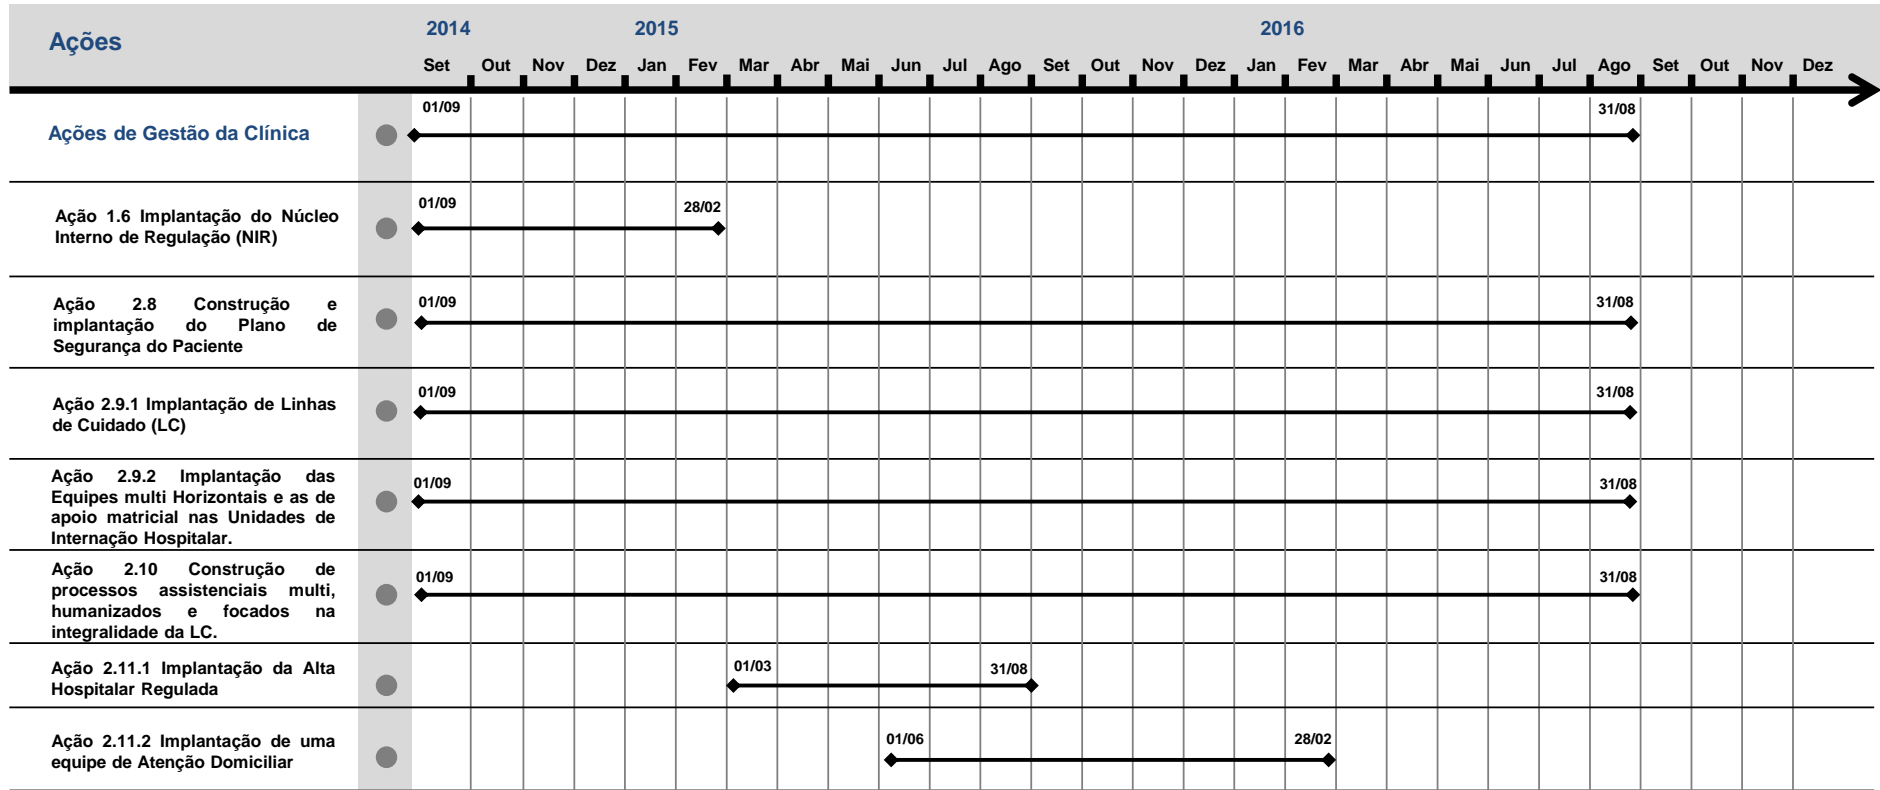 Ações
2014 2015 2016
Set Out Nov Dez Jan Fev Mar Abr Mai Jun Jul Ago Set Out Nov Dez Jan Fev Mar Abr Mai Jun Jul Ago Set Out Nov Dez
01/09 31/08
Ações de Gestão da Clínica
01/09 28/02
Ação 1.6 Implantação do Núcleo
Interno de Regulação (NIR)
01/09 31/08
Ação 2.8 Construção e
implantação do Plano de
Segurança do Paciente
01/09 31/08
Ação 2.9.1 Implantação de Linhas
de Cuidado (LC)
Ação 2.9.2 Implantação das
01/09 31/08
Equipes multi Horizontais e as de
apoio matricial nas Unidades de
Internação Hospitalar.
Ação 2.10 Construção de
01/09 31/08
processos assistenciais multi,
humanizados e focados na
integralidade da LC.
01/03 31/08
Ação 2.11.1 Implantação da Alta
Hospitalar Regulada
01/06 28/02
Ação 2.11.2 Implantação de uma
equipe de Atenção Domiciliar